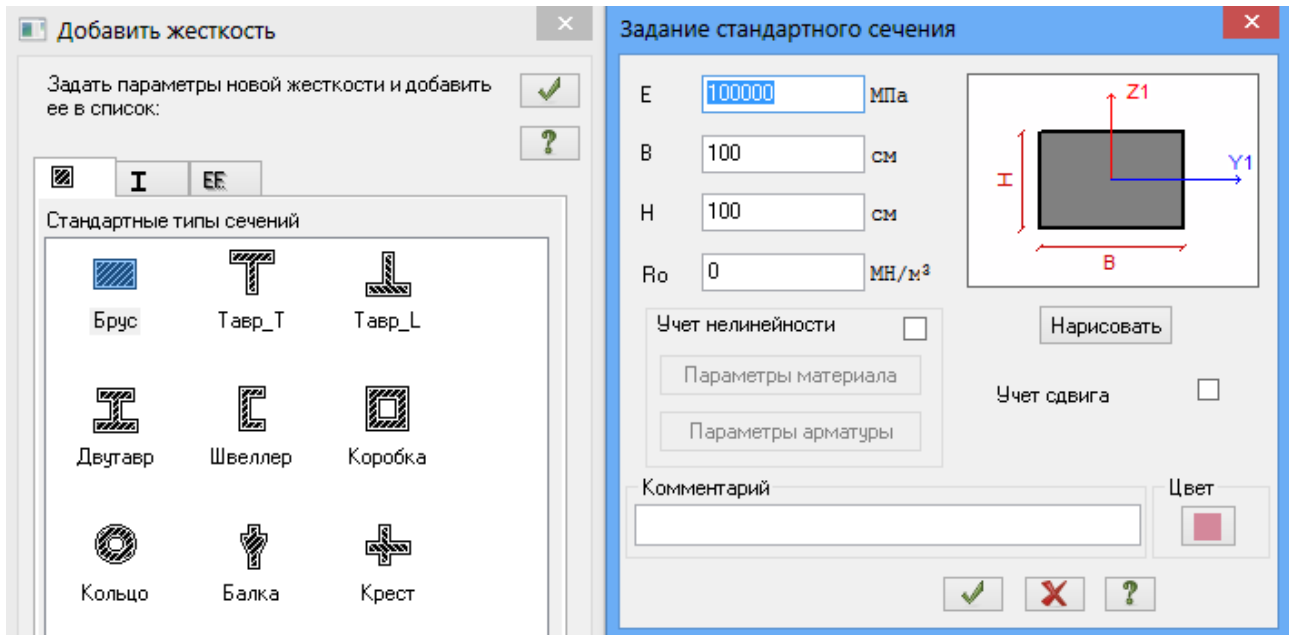 Добавить жесткость
Задать параметры новой жесткости и добавить
ее в список:
I
EE
Стандартные типы сечений
Брус
Тавр_T
Тавр_L
Двутавр
Швеллер
Коробка
Кольцо
Балка
Крест
Задание стандартного сечения
E
100000
МПа
B
100
см
H
100
см
Ro
0
МН/м³
Z1
Y1
H
B
Учет нелинейности
Нарисовать
Параметры материала
Учет сдвига
Параметры арматуры
Комментарий
Цвет